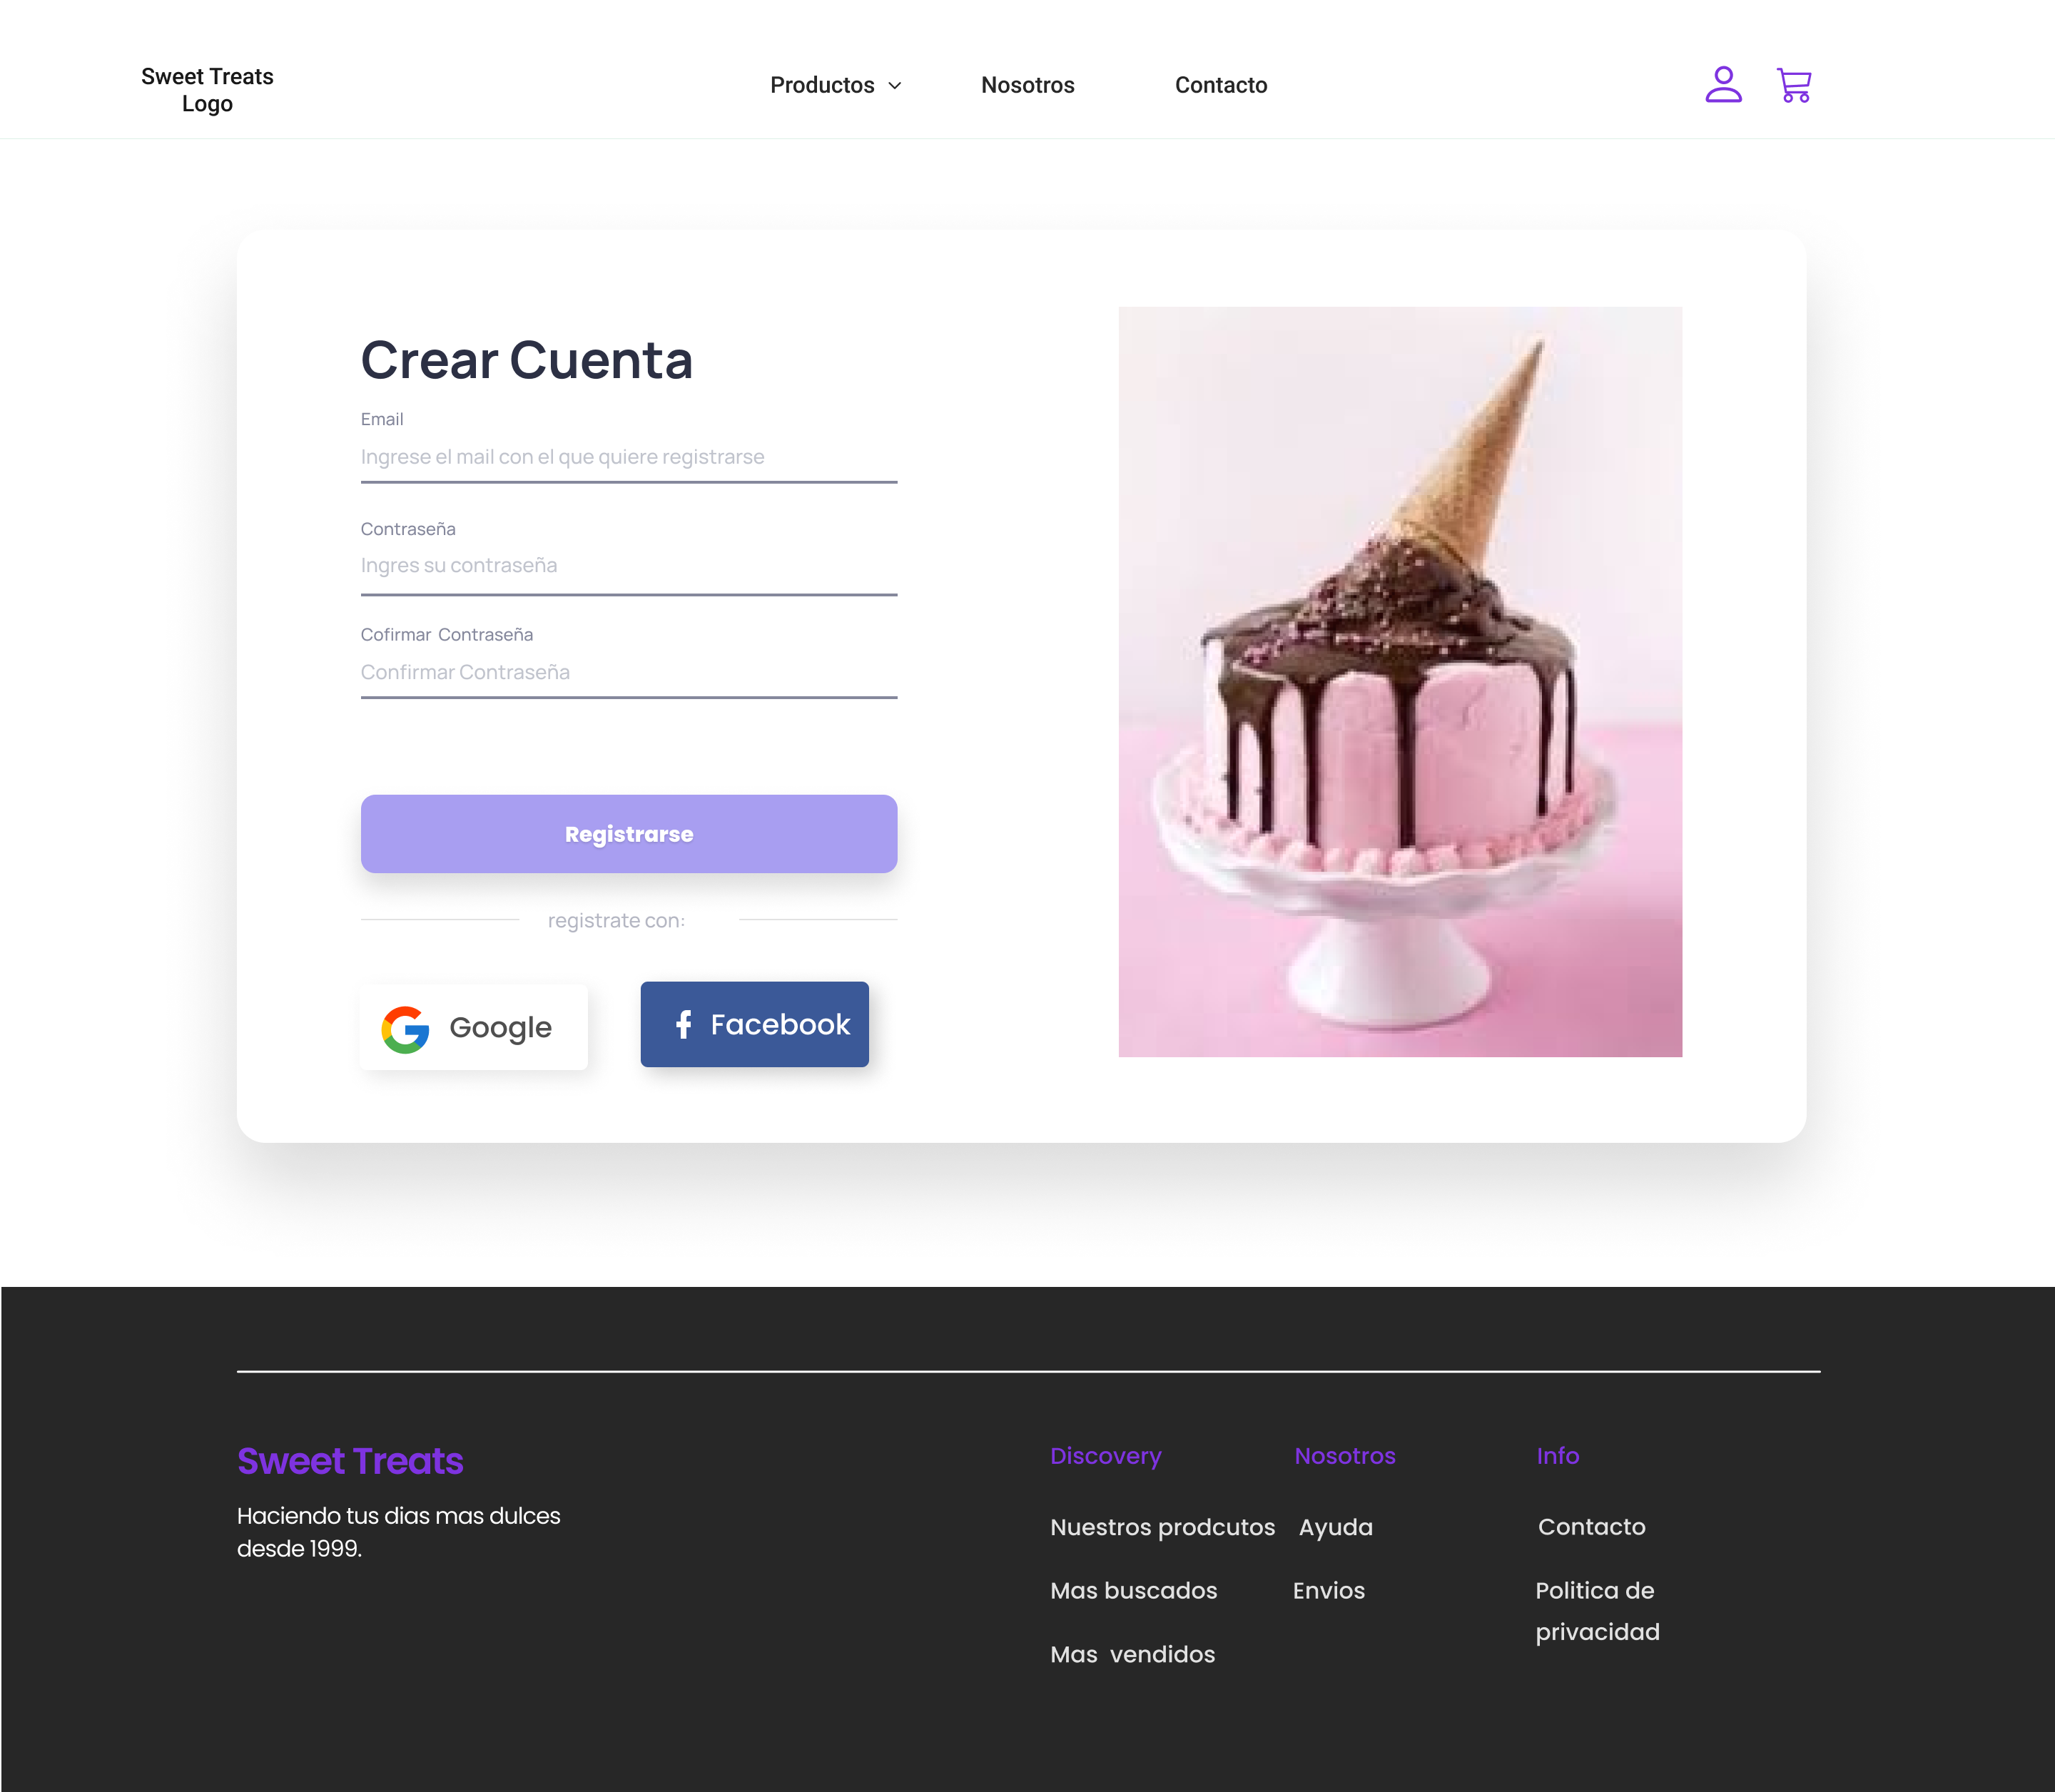 Sweet Treats
Logo
Productos
Nosotros
Contacto
Crear Cuenta
Email
Ingrese el mail con el que quiere registrarse
Contraseña
Ingres su contraseña
Cofirmar Contraseña
Confirmar Contraseña
Registrarse
registrate con:
Google
Facebook
Sweet Treats
Haciendo tus dias mas dulces
desde 1999.
Discovery
Nuestros prodcutos
Mas buscados
Mas vendidos
Nosotros
Ayuda
Envios
Info
Contacto
Politica de
privacidad